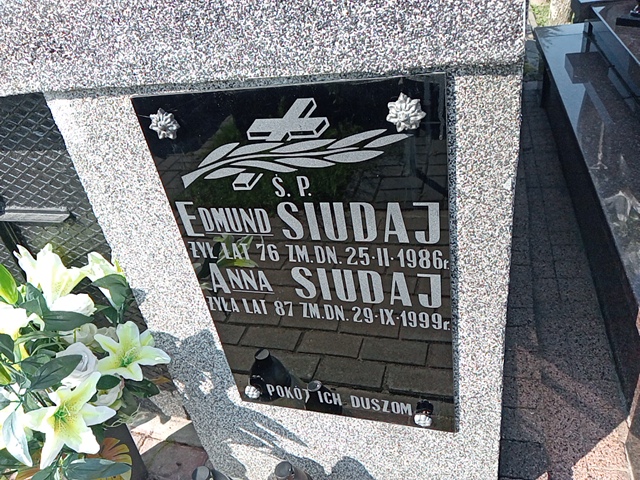 Ś. P.
EDMUND SIUDAJ
ŻYŁ LAT 76 ZM. DN. 25-II-1986r.
ANNA SIUDAJ
ŻYŁA LAT 87 ZM. DN. 29-IX-1999r.
POKÓJ ICH DUSZOM